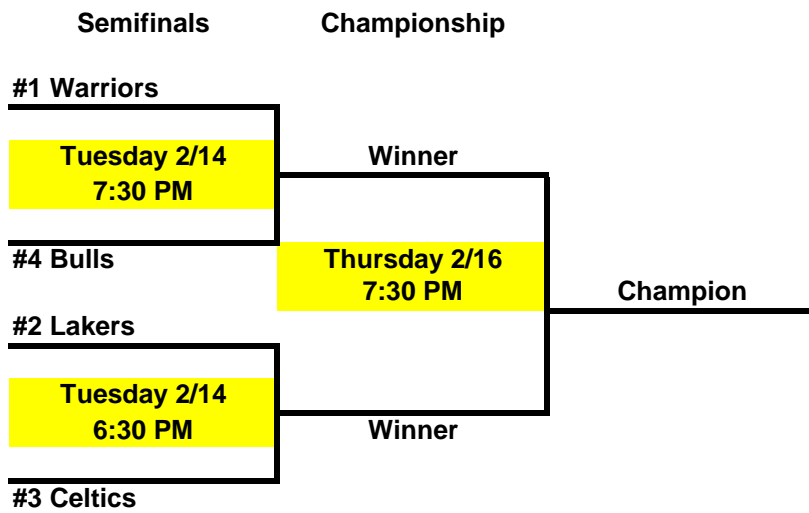 Semifinals
Championship
#1 Warriors
Tuesday 2/14
7:30 PM
Winner
#4 Bulls
Thursday 2/16
7:30 PM
Champion
#2 Lakers
Tuesday 2/14
6:30 PM
Winner
#3 Celtics